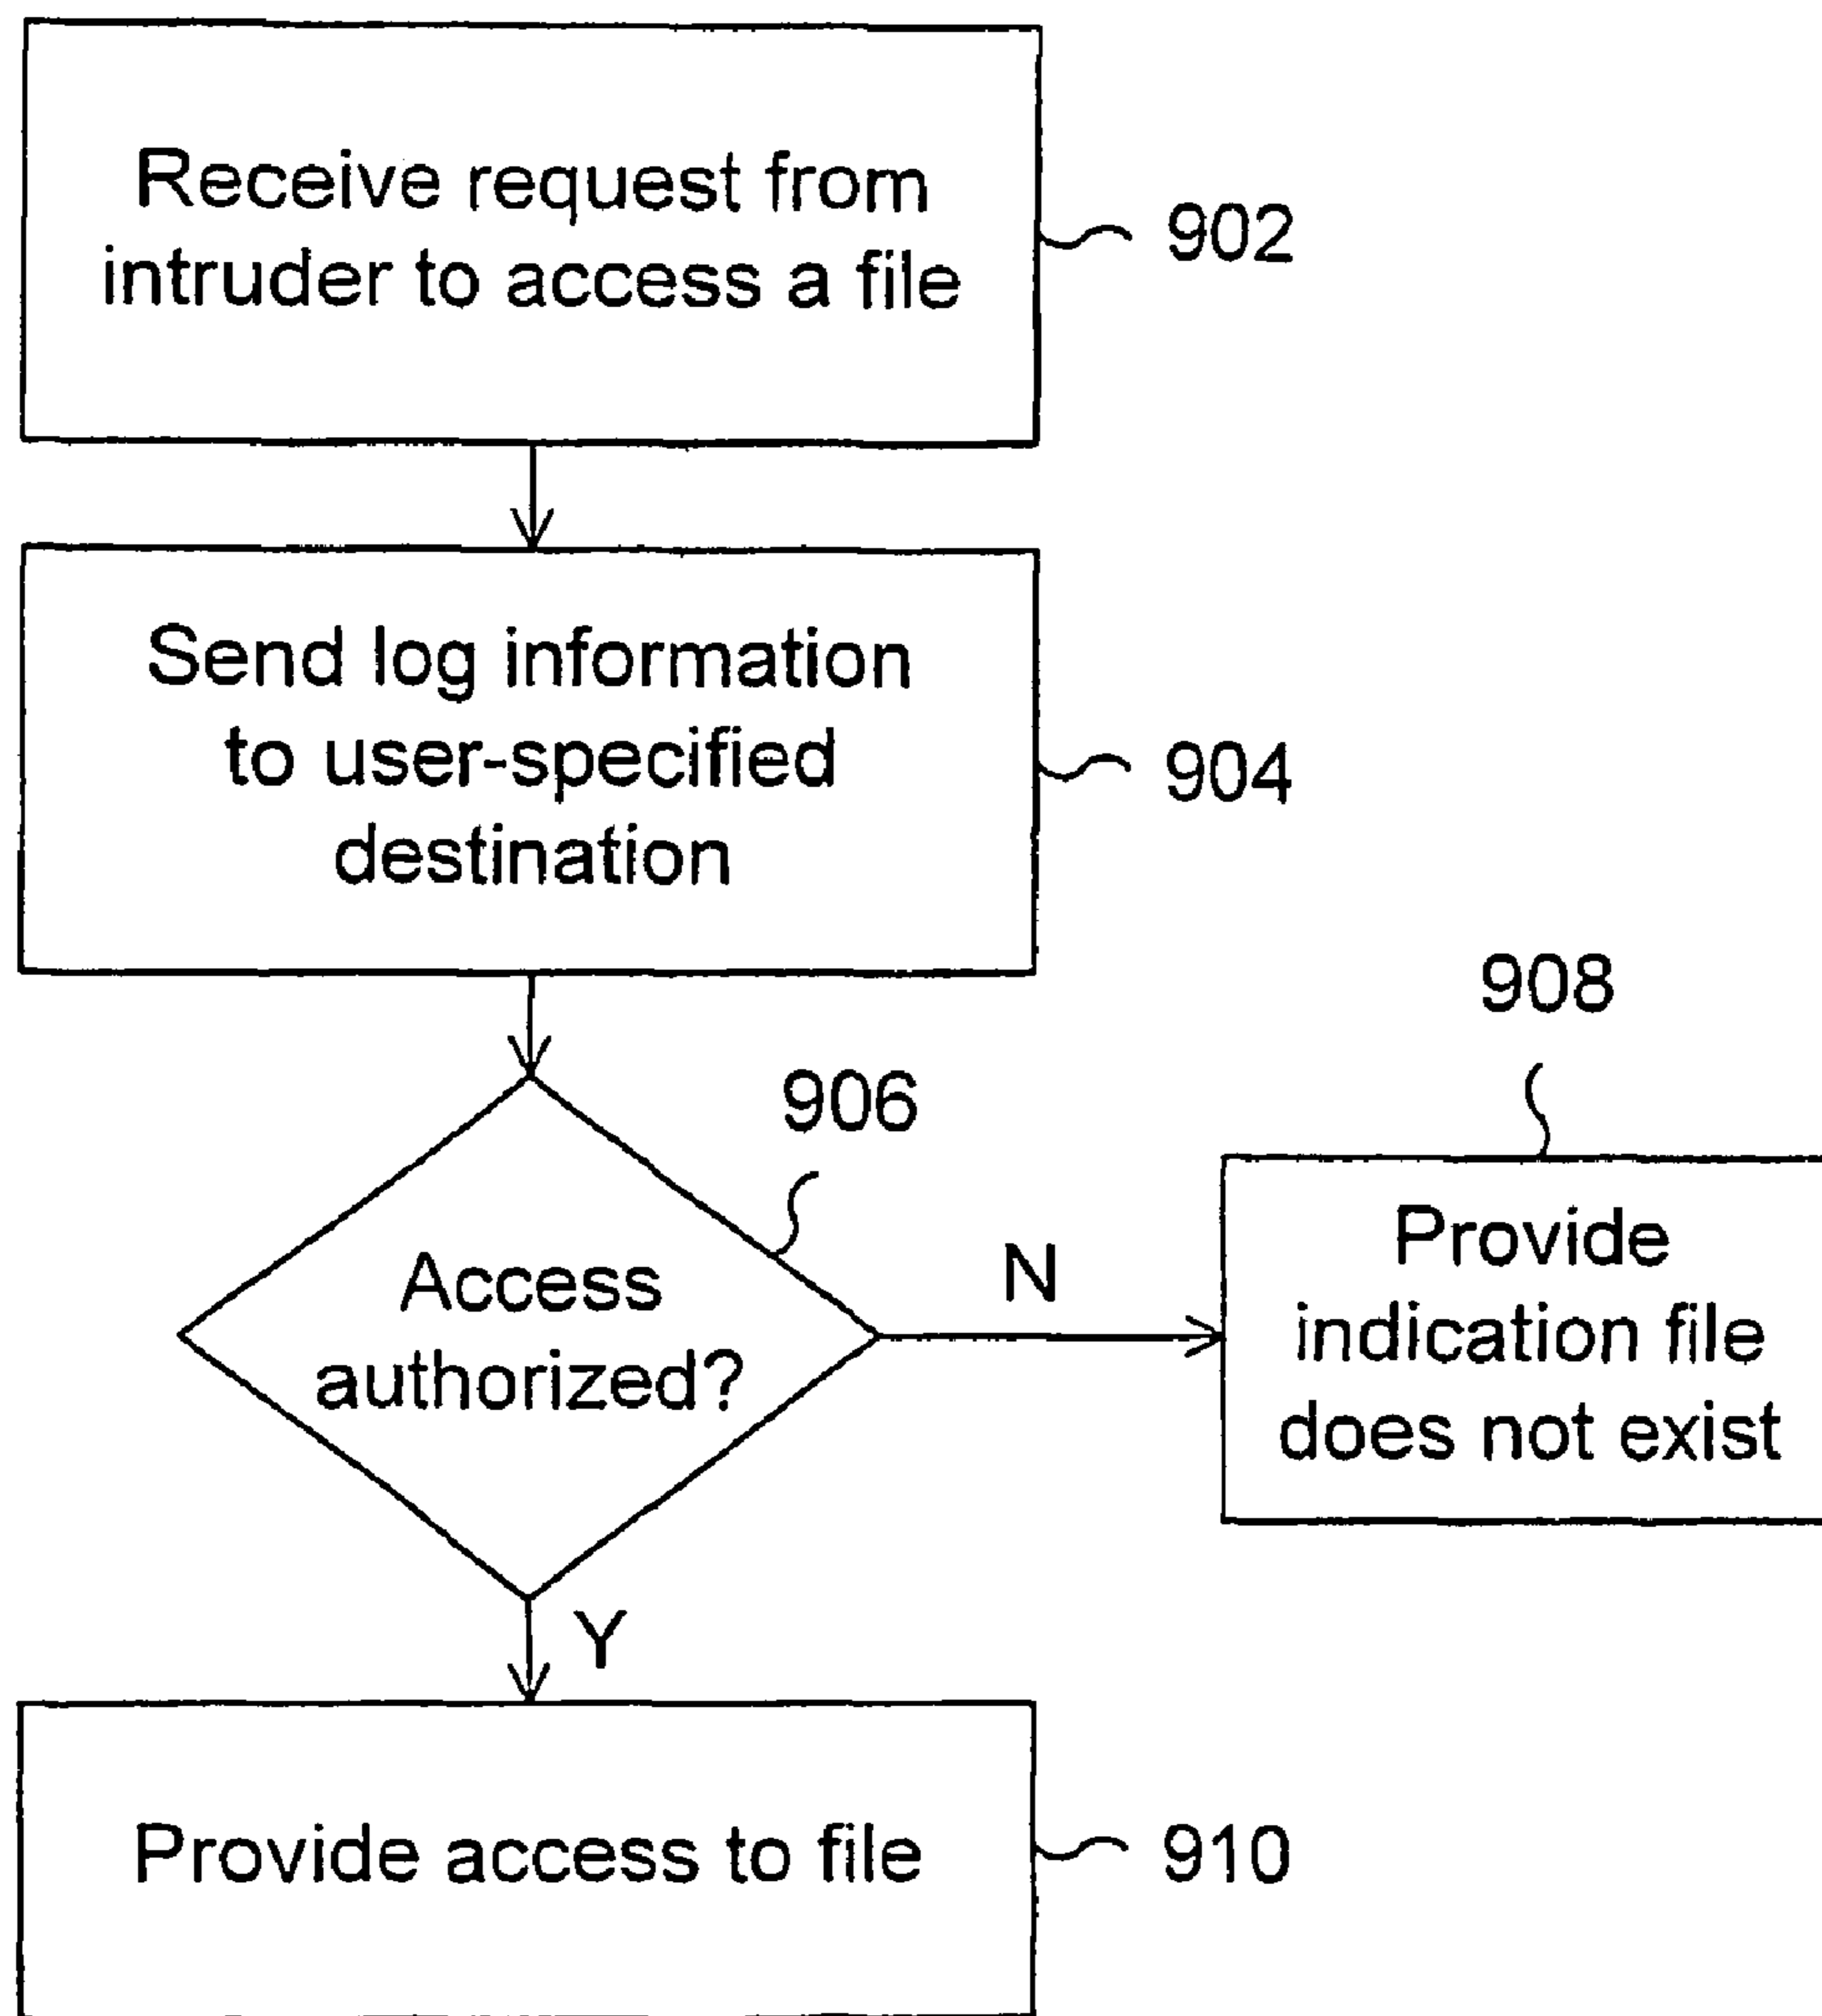 Receive request from
intruder to access a file
902
Send log information
to user-specified
destination
904
906
Access
authorized?
N
908
Provide
indication file
does not exist
Y
Provide access to file
910